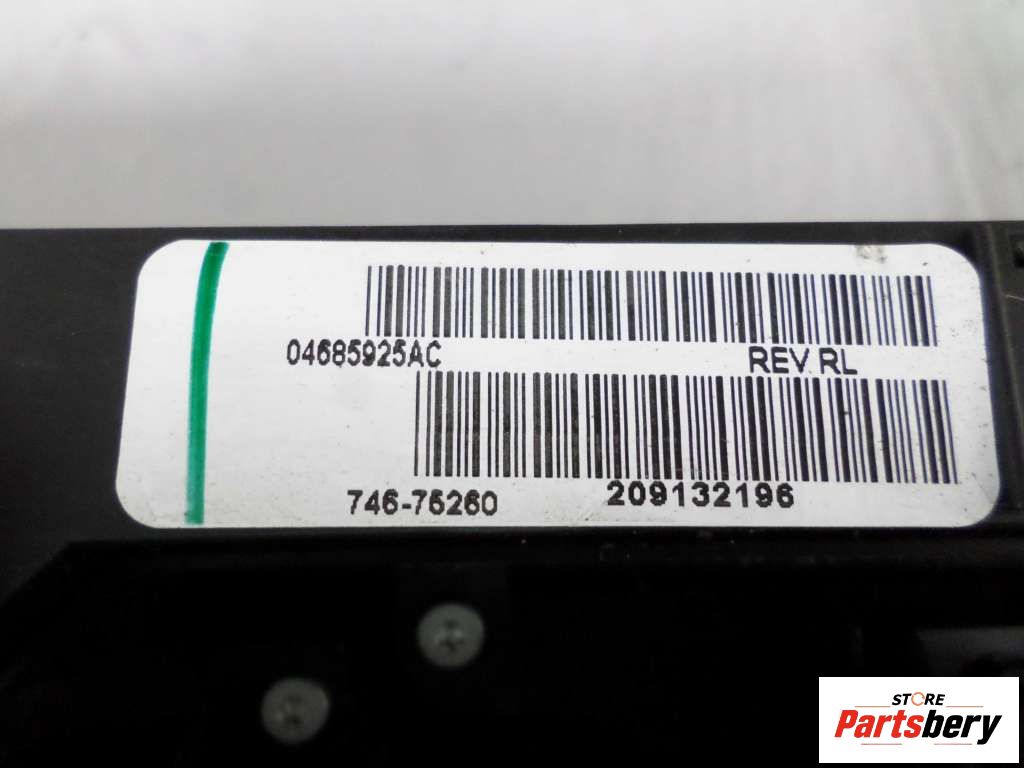 04685925AC REV RL
746-75260 209132196
STORE
Partsbery